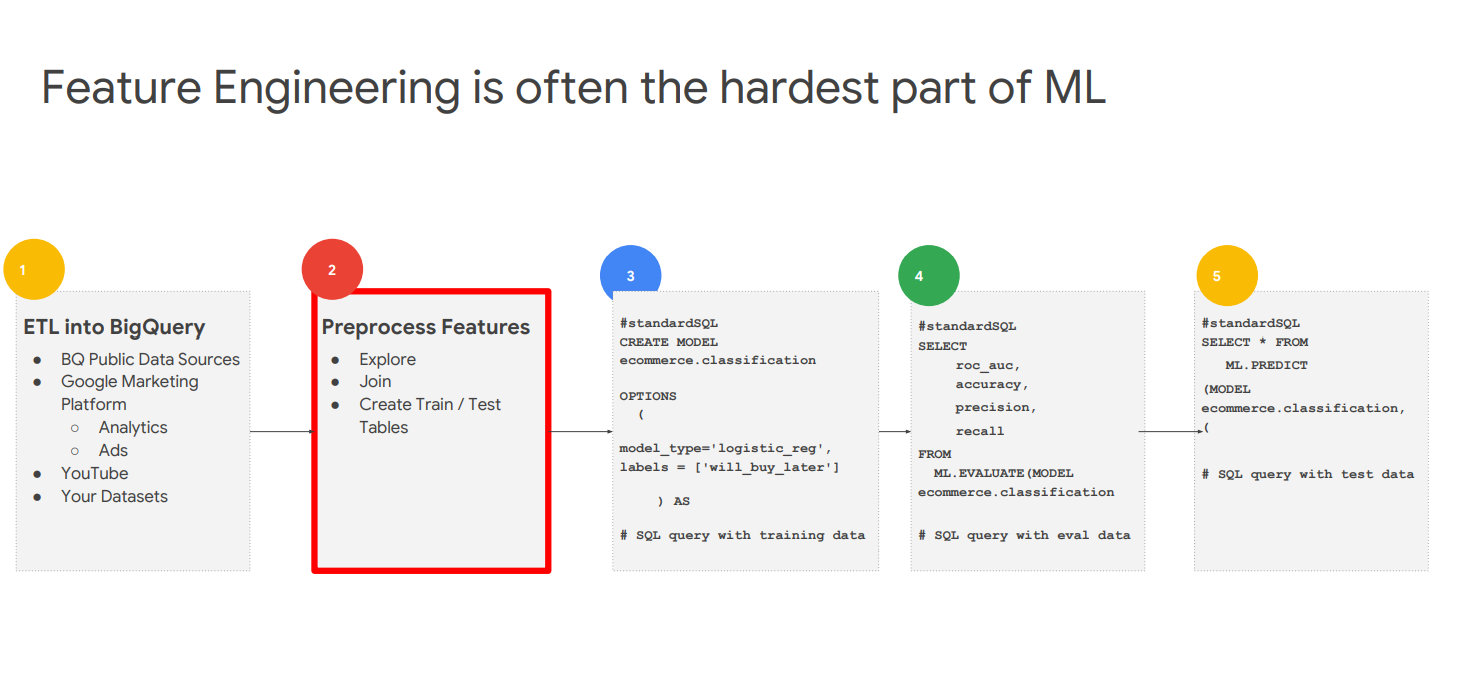 Feature Engineering is often the hardest part of ML
1
ETL into BigQuery
● BQ Public Data Sources
● Google Marketing
Platform
○ Analytics
○ Ads
● YouTube
● Your Datasets
2
Preprocess Features
● Explore
● Join
● Create Train / Test
Tables
3
#standardSQL
CREATE MODEL
ecommerce.classification
OPTIONS
(
model_type='logistic_reg',
labels = ['will_buy_later']
) AS
# SQL query with training data
4
#standardSQL
SELECT
roc_auc,
accuracy,
precision,
recall
FROM
ML.EVALUATE(MODEL
ecommerce.classification
# SQL query with eval data
5
#standardSQL
SELECT * FROM
ML.PREDICT
(MODEL
ecommerce.classification,
(
# SQL query with test data